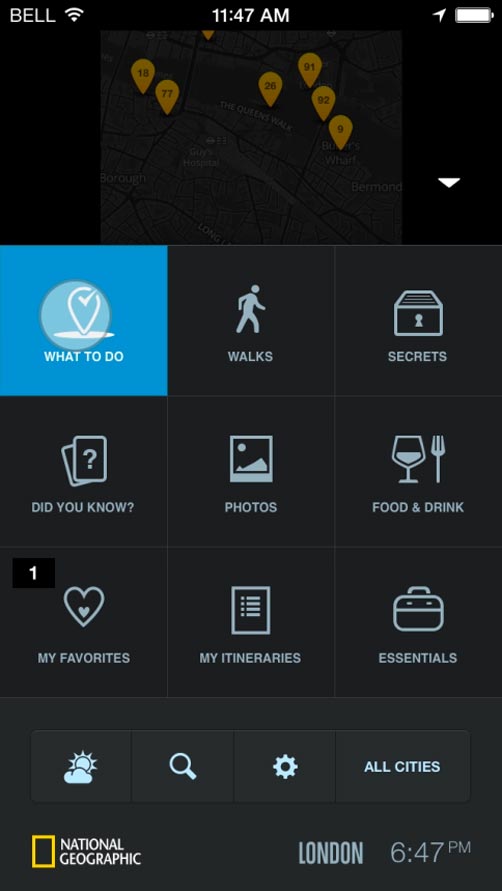 BELL 11:47 AM
18
77
26
91
92
9
THE QUEENS WALK
Guy's
Hospital
Butler's
Wharf
Borough
Bermond
LONG L
WHAT TO DO
WALKS
SECRETS
?
DID YOU KNOW?
PHOTOS
FOOD & DRINK
1
MY FAVORITES
MY ITINERARIES
ESSENTIALS
ALL CITIES
NATIONAL
GEOGRAPHIC
LONDON 6:47 PM